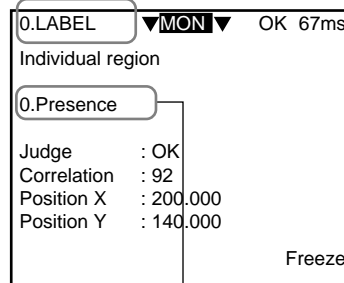 0.LABEL ▼MON▼ OK 67ms
Individual region
0.Presence
Judge : OK
Correlation : 92
Position X : 200.000
Position Y : 140.000
Freeze